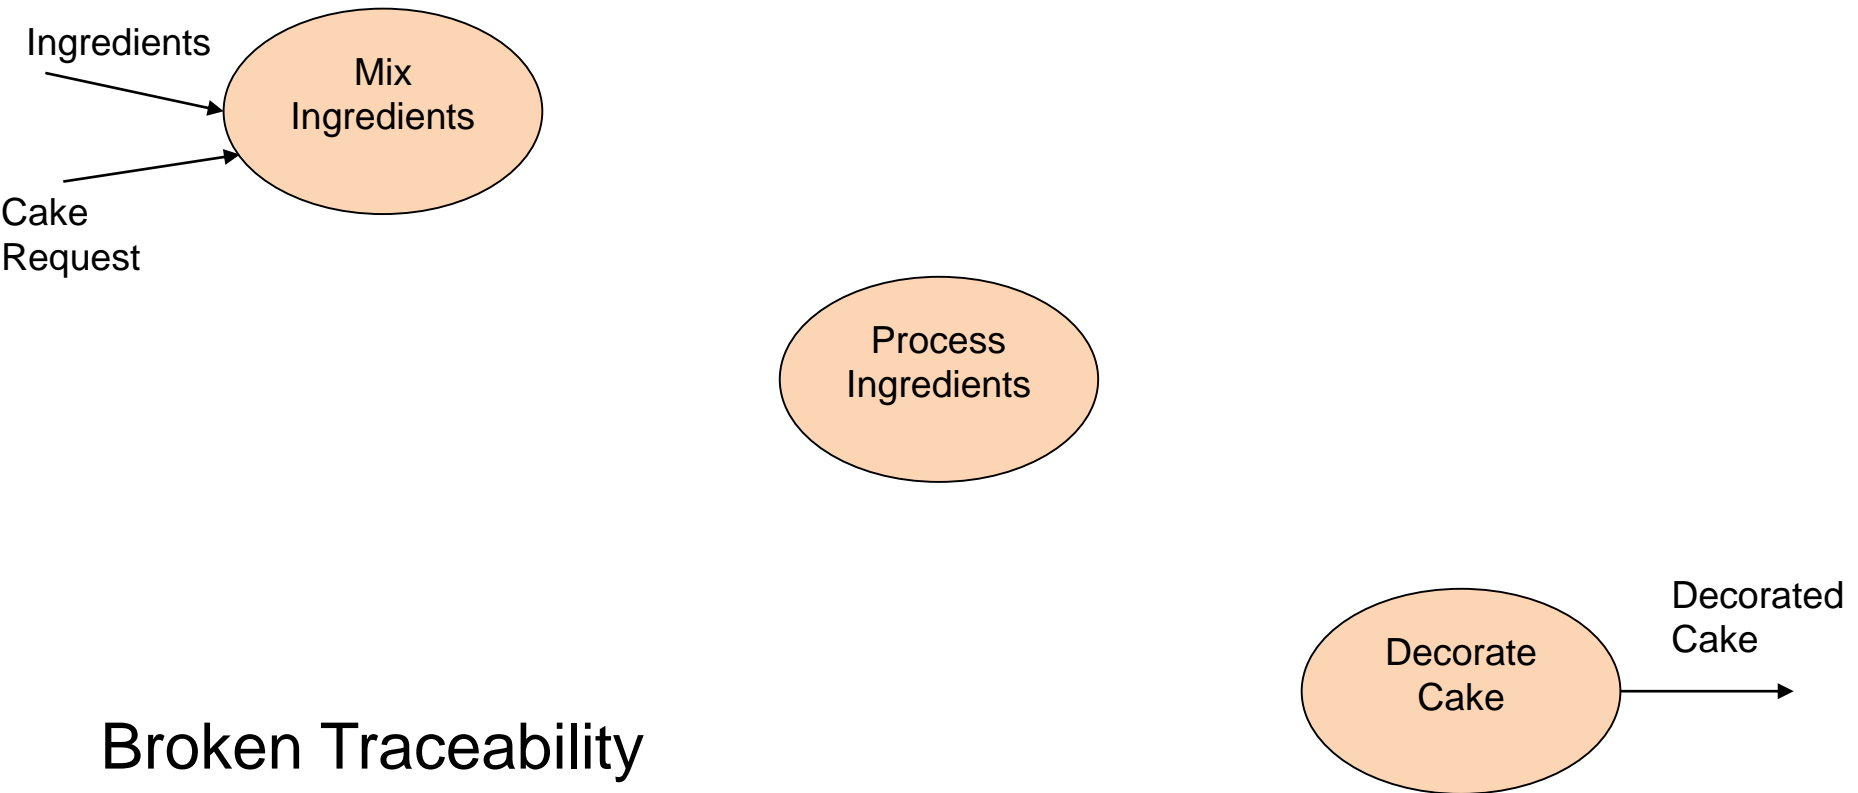 Ingredients
Mix
Ingredients
Cake
Request
Process
Ingredients
Decorated
Cake
Decorate
Cake
Broken Traceability